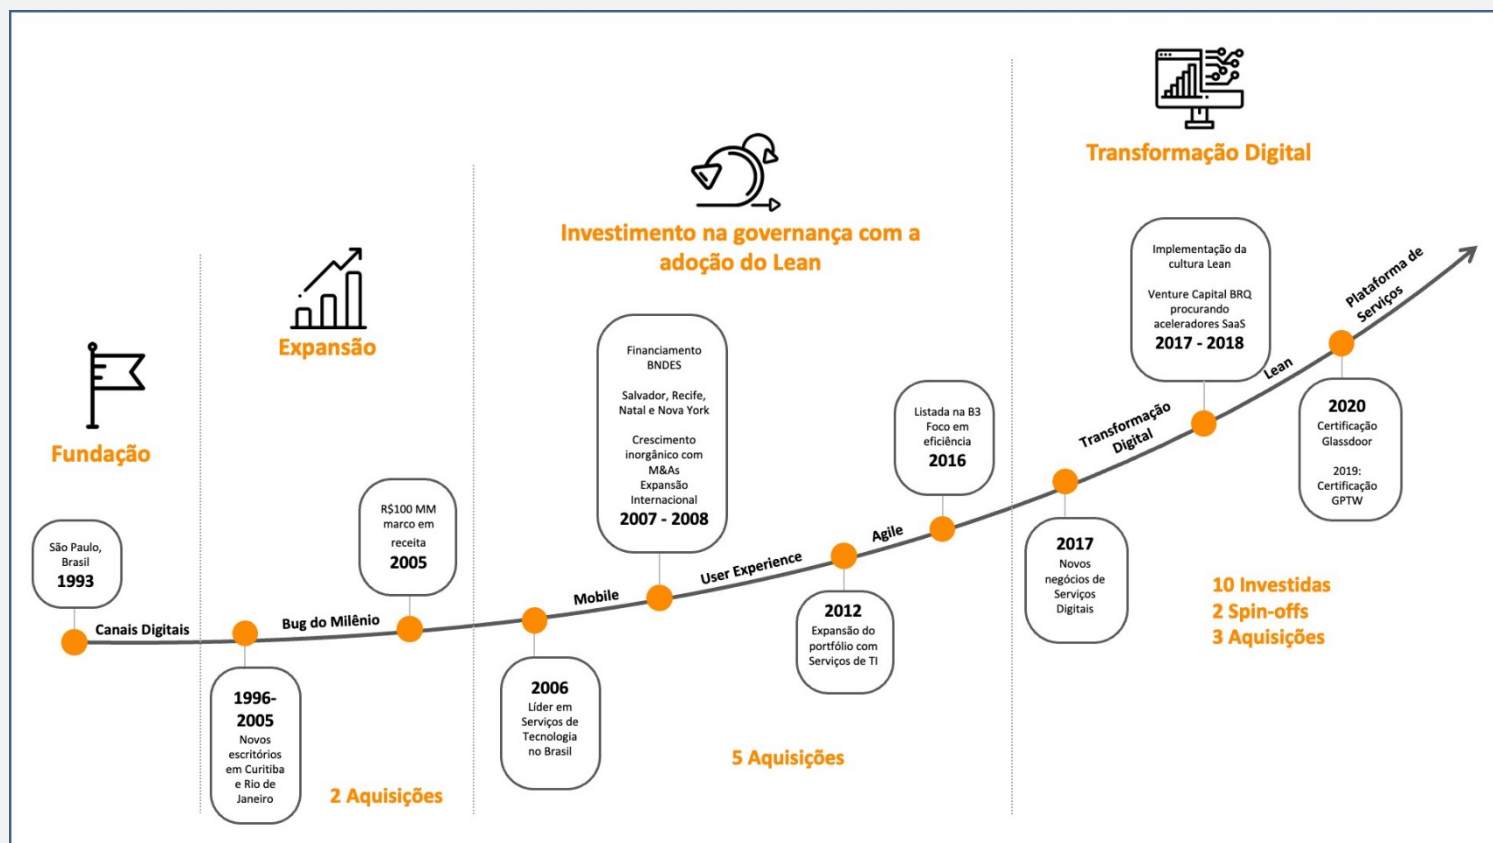 Fundação
São Paulo,
Brasil
1993
Canais Digitais
Expansão
1996-
2005
Novos
escritórios
em Curitiba
e Rio de
Janeiro
Bug do Milênio
R$100 MM
marco em
receita
2005
2 Aquisições
Investimento na governança com a
adoção do Lean
2006
Líder em
Serviços de
Tecnologia
no Brasil
Mobile
Financiamento
BNDES
Salvador, Recife,
Natal e Nova York
Crescimento
inorgânico com
M&As
Expansão
Internacional
2007 - 2008
User Experience
2012
Expansão do
portfólio com
Serviços de TI
Agile
Listada na B3
Foco em
eficiência
2016
5 Aquisições
Transformação Digital
2017
Novos
negócios de
Serviços
Digitais
Transformação
Digital
Implementação da
cultura Lean
Venture Capital BRQ
procurando
aceleradores SaaS
2017 - 2018
Lean
2020
Certificação
Glassdoor
2019:
Certificação
GPTW
Plataforma de
Serviços
10 Investidas
2 Spin-offs
3 Aquisições